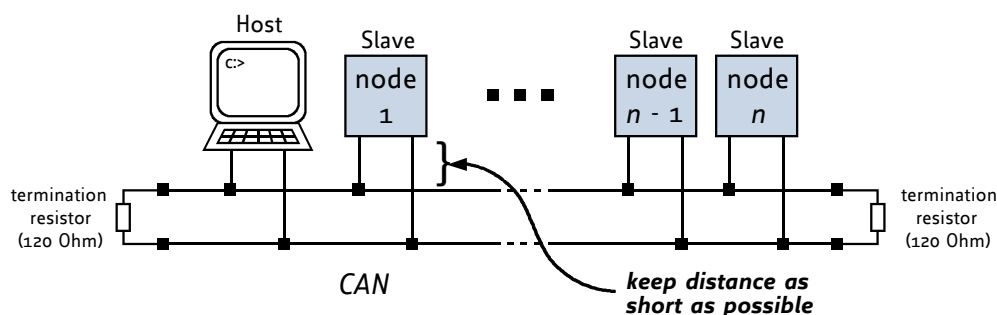 Host
Slave
Slave
Slave
c:>
node
1
node
n - 1
node
n
termination
resistor
(120 Ohm)
termination
resistor
(120 Ohm)
CAN
keep distance as
short as possible